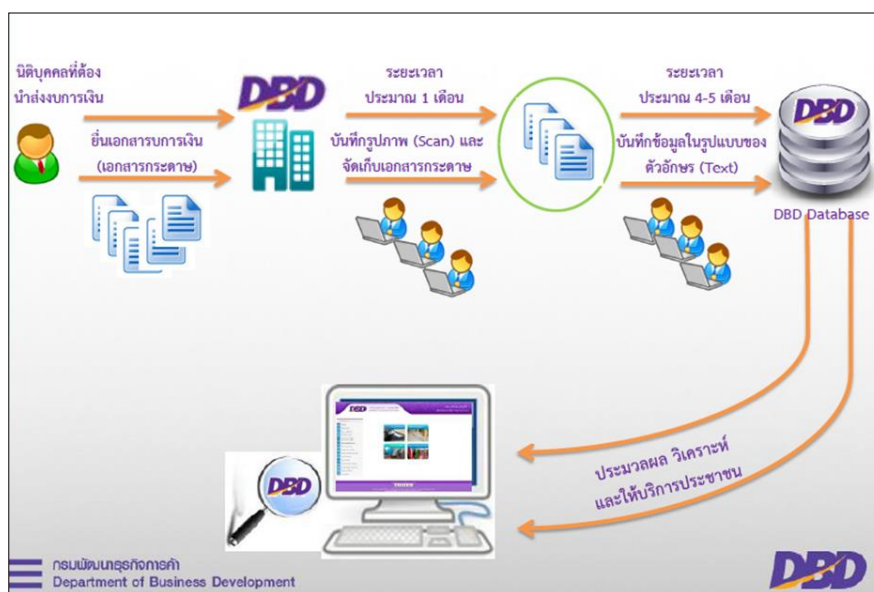 นิติบุคคลที่ต้อง
นำส่งงบการเงิน
ยื่นเอกสารบการเงิน
(เอกสารกระดาษ)
DBD
ระยะเวลา
ประมาณ 1 เดือน
บันทึกรูปภาพ (Scan) และ
จัดเก็บเอกสารกระดาษ
ระยะเวลา
ประมาณ 4-5 เดือน
บันทึกข้อมูลในรูปแบบของ
ตัวอักษร (Text)
DBD
DBD Database
ประมวลผล วิเคราะห์
และให้บริการประชาชน
DBD
DBD
กรมพัฒนาธุรกิจการค้า
Department of Business Development
DBD